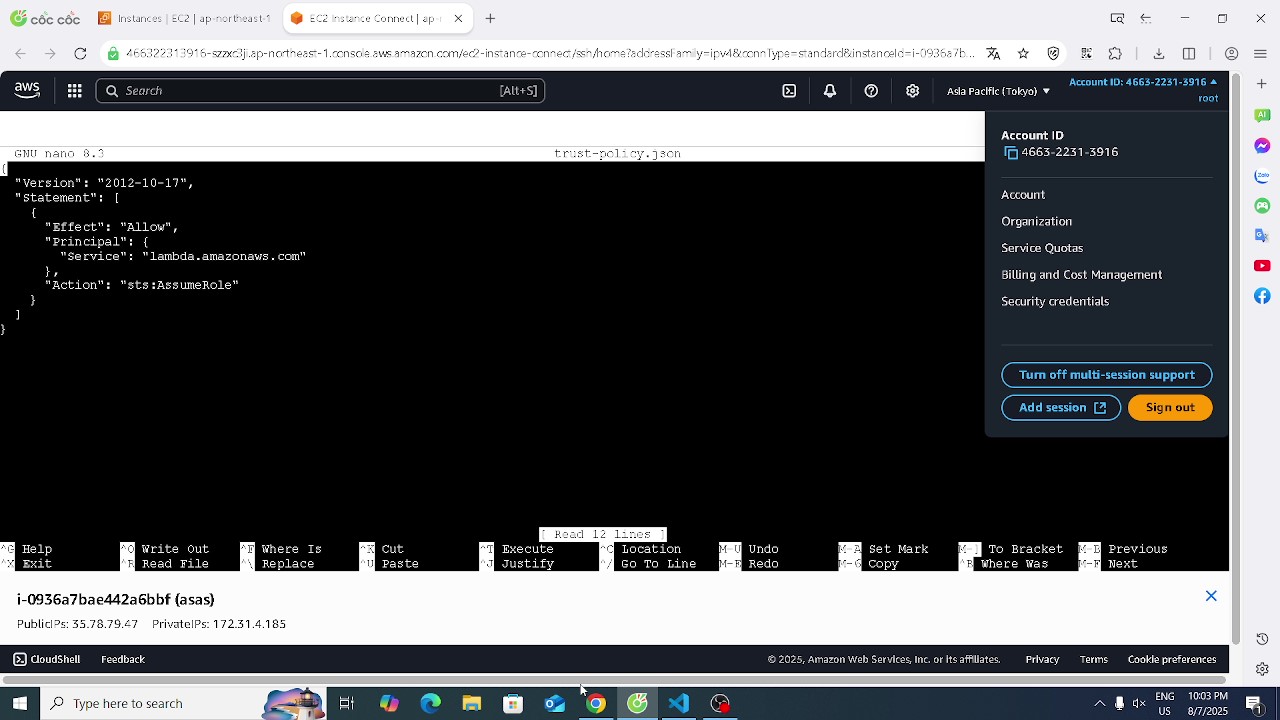 cốc cốc
Instances | EC2 | ap-northeast-1
EC2 Instance Connect | ap-r
466322313916-szzxc3jj.ap-northeast-1.console.aws.amazon.com/ec2-instance-connect/ssh/home?addressFamily=ipv4&connType=standard&instanceId=i-0936a7b...
aws
Search
[Alt+S]
Asia Pacific (Tokyo)
Account ID: 4663-2231-3916
root
Account ID
4663-2231-3916
Account
Organization
Service Quotas
Billing and Cost Management
Security credentials
Turn off multi-session support
Add session
Sign out
GNU nano 8.3
trust-policy.json
{
"Version": "2012-10-17",
"Statement": [
{
"Effect": "Allow",
"Principal": {
"Service": "lambda.amazonaws.com"
},
"Action": "sts:AssumeRole"
}
]
}
[ Read 12 lines ]
^G Help ^O Write Out ^F Where Is ^K Cut ^T Execute ^C Location M-U Undo M-A Set Mark M-] To Bracket M-B Previous
^X Exit ^R Read File ^\ Replace ^U Paste ^J Justify ^/ Go To Line M-E Redo M-6 Copy ^B Where Was M-F Next
i-0936a7bae442a6bbf (asas)
PublicIPs: 35.78.79.47 PrivateIPs: 172.31.4.185
CloudShell
Feedback
© 2025, Amazon Web Services, Inc. or its affiliates.
Privacy
Terms
Cookie preferences
Type here to search
ENG
US
10:03 PM
8/7/2025
AI
Zalo